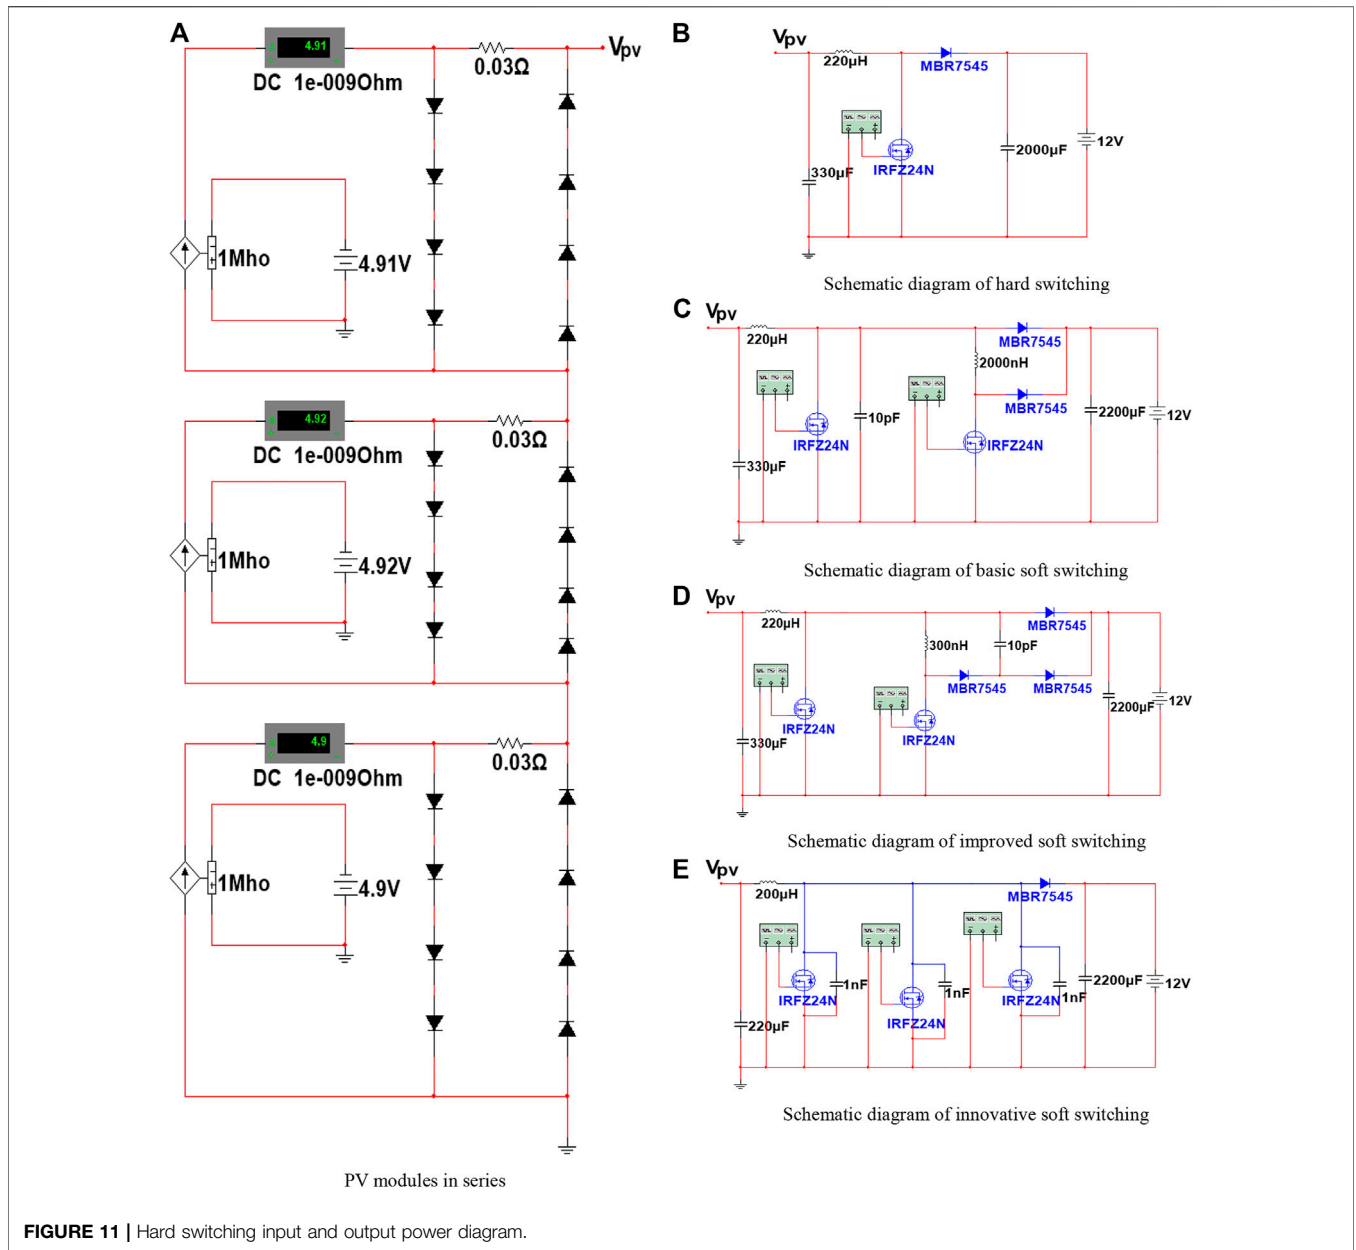 A
4.91
DC 1e-009Ohm
0.03Ω
Vpv
1Mho
4.91V
4.92
DC 1e-009Ohm
0.03Ω
1Mho
4.92V
4.9
DC 1e-009Ohm
0.03Ω
1Mho
4.9V
PV modules in series
B
Vpv
220µH
MBR7545
IRFZ24N
330µF
2000µF
12V
Schematic diagram of hard switching
C
Vpv
220µH
MBR7545
2000nH
MBR7545
10pF
IRFZ24N
IRFZ24N
2200µF
12V
330µF
Schematic diagram of basic soft switching
D
Vpv
220µH
MBR7545
300nH
10pF
MBR7545
MBR7545
IRFZ24N
IRFZ24N
2200µF
12V
330µF
Schematic diagram of improved soft switching
E
Vpv
200µH
MBR7545
1nF
1nF
1nF
IRFZ24N
IRFZ24N
IRFZ24N
2200µF
12V
220µF
Schematic diagram of innovative soft switching
FIGURE 11 | Hard switching input and output power diagram.